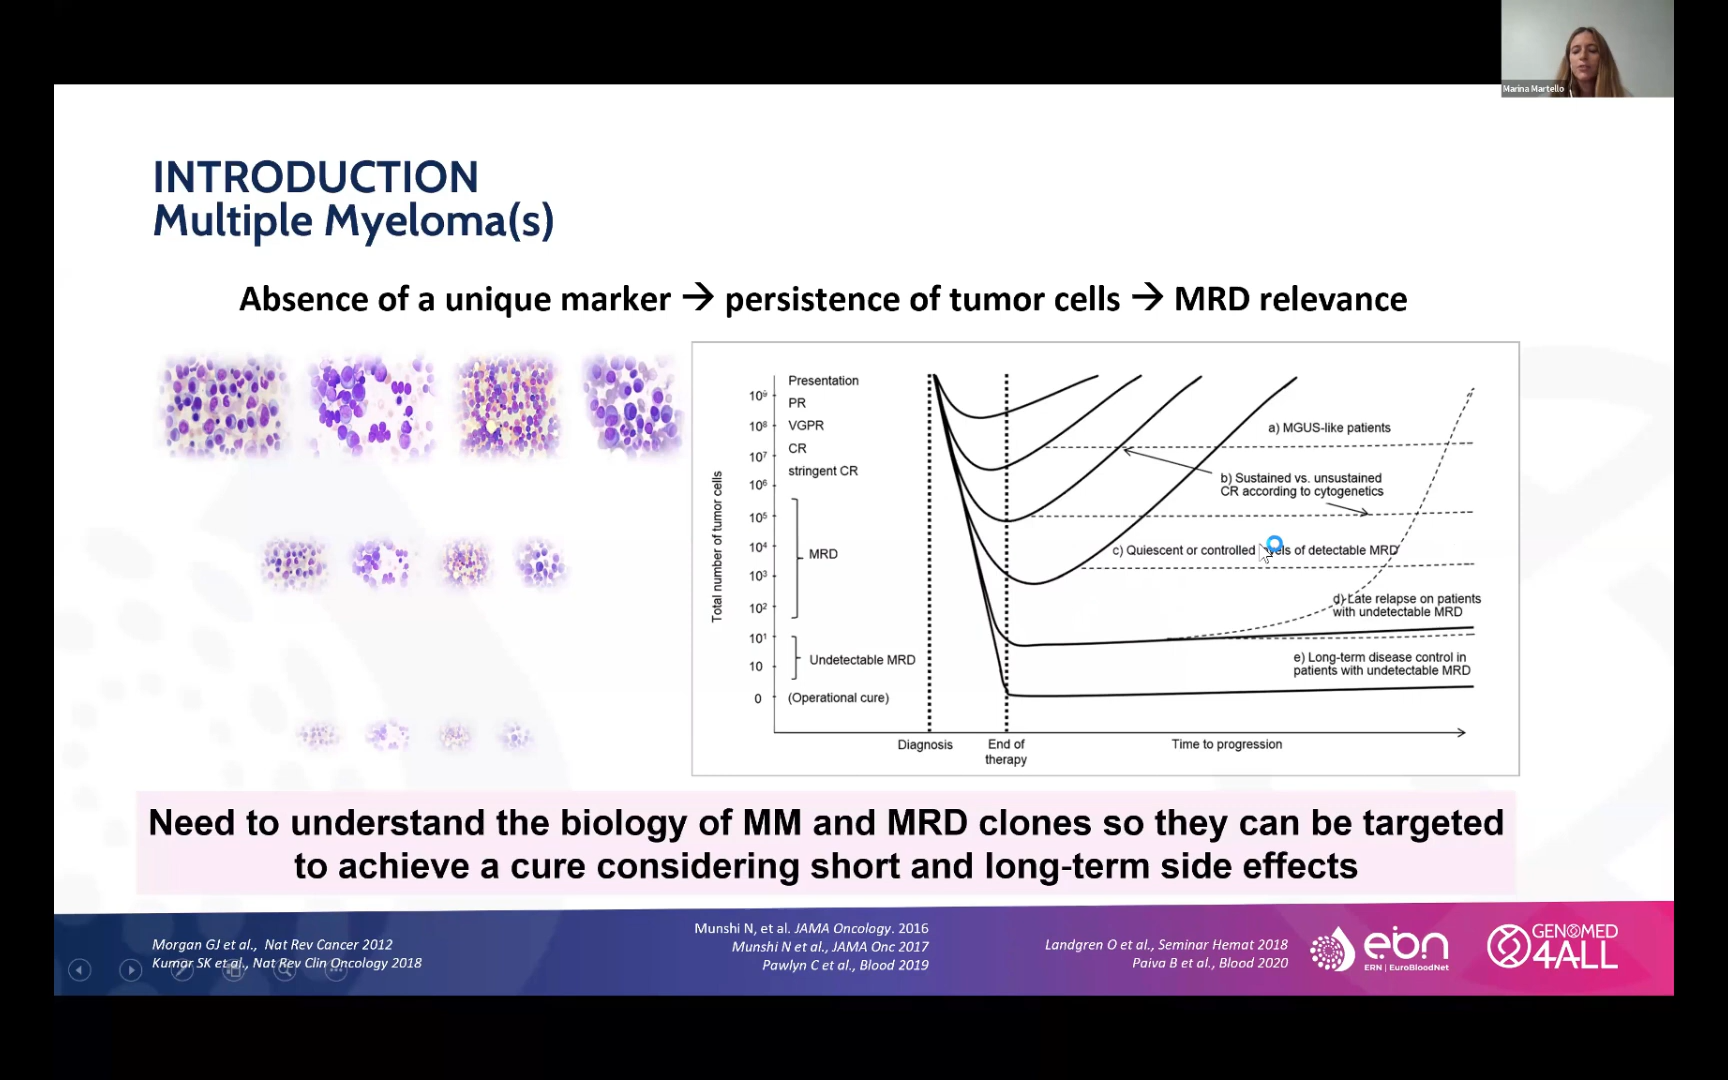 Marina Martello
INTRODUCTION
Multiple Myeloma(s)
Absence of a unique marker → persistence of tumor cells → MRD relevance
Total number of tumor cells
10⁹
10⁸
10⁷
10⁶
10⁵
10⁴
10³
10²
10¹
10
0
Presentation
PR
VGPR
CR
stringent CR
MRD
Undetectable MRD
(Operational cure)
a) MGUS-like patients
b) Sustained vs. unsustained
CR according to cytogenetics
c) Quiescent or controlled levels of detectable MRD
d) Late relapse on patients
with undetectable MRD
e) Long-term disease control in
patients with undetectable MRD
Diagnosis
End of
therapy
Time to progression
Need to understand the biology of MM and MRD clones so they can be targeted
to achieve a cure considering short and long-term side effects
Morgan GJ et al., Nat Rev Cancer 2012
Kumar SK et al., Nat Rev Clin Oncology 2018
Munshi N, et al. JAMA Oncology. 2016
Munshi N et al., JAMA Onc 2017
Pawlyn C et al., Blood 2019
Landgren O et al., Seminar Hemat 2018
Paiva B et al., Blood 2020
ebn
ERN | EuroBloodNet
GENOMED
4ALL